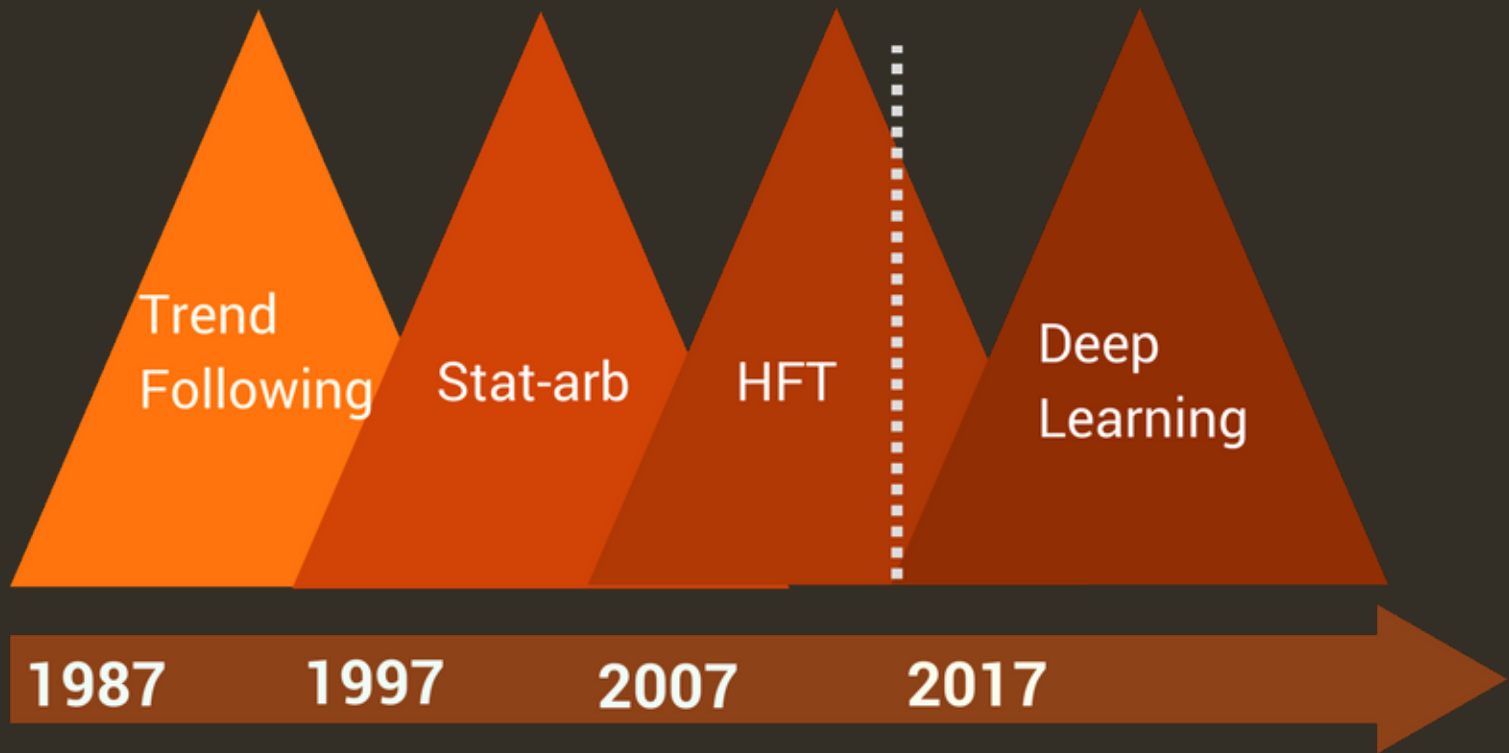 Trend
Following
Stat-arb
HFT
Deep
Learning
1987
1997
2007
2017